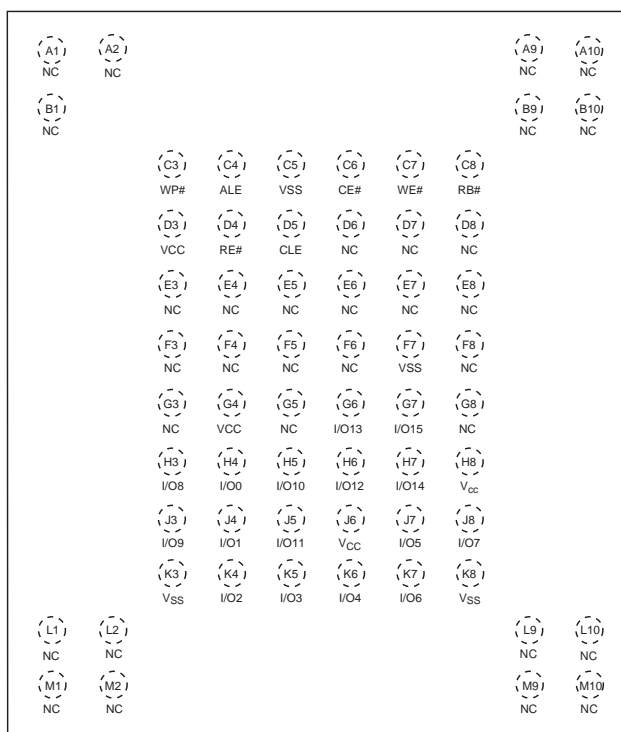 A1 A2 A9 A10
NC NC NC NC
B1 B9 B10
NC NC NC
C3 C4 C5 C6 C7 C8
WP# ALE VSS CE# WE# RB#
D3 D4 D5 D6 D7 D8
VCC RE# CLE NC NC NC
E3 E4 E5 E6 E7 E8
NC NC NC NC NC NC
F3 F4 F5 F6 F7 F8
NC NC NC NC VSS NC
G3 G4 G5 G6 G7 G8
NC VCC NC I/O13 I/O15 NC
H3 H4 H5 H6 H7 H8
I/O8 I/O0 I/O10 I/O12 I/O14 Vcc
J3 J4 J5 J6 J7 J8
I/O9 I/O1 I/O11 VCC I/O5 I/O7
K3 K4 K5 K6 K7 K8
VSS I/O2 I/O3 I/O4 I/O6 VSS
L1 L2 L9 L10
NC NC NC NC
M1 M2 M9 M10
NC NC NC NC